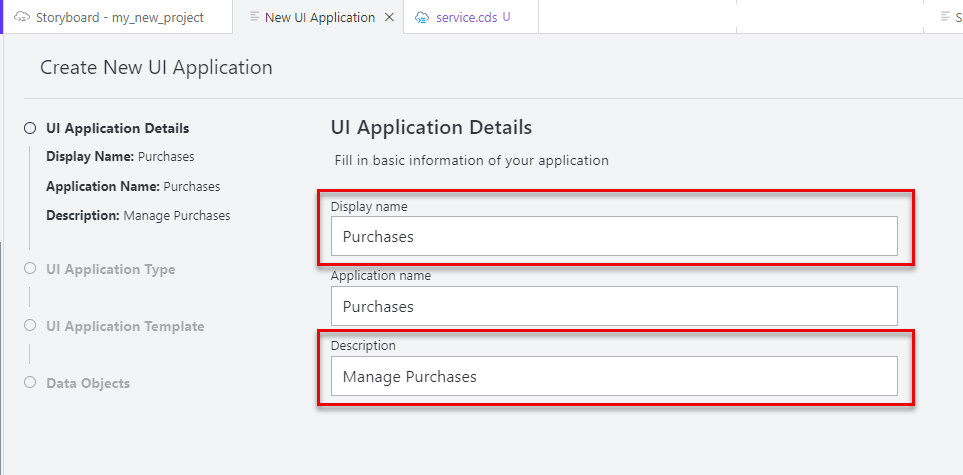 Storyboard - my_new_project
New UI Application
service.cds U
S
Create New UI Application
UI Application Details
Display Name: Purchases
Application Name: Purchases
Description: Manage Purchases
UI Application Type
UI Application Template
Data Objects
UI Application Details
Fill in basic information of your application
Display name
Purchases
Application name
Purchases
Description
Manage Purchases